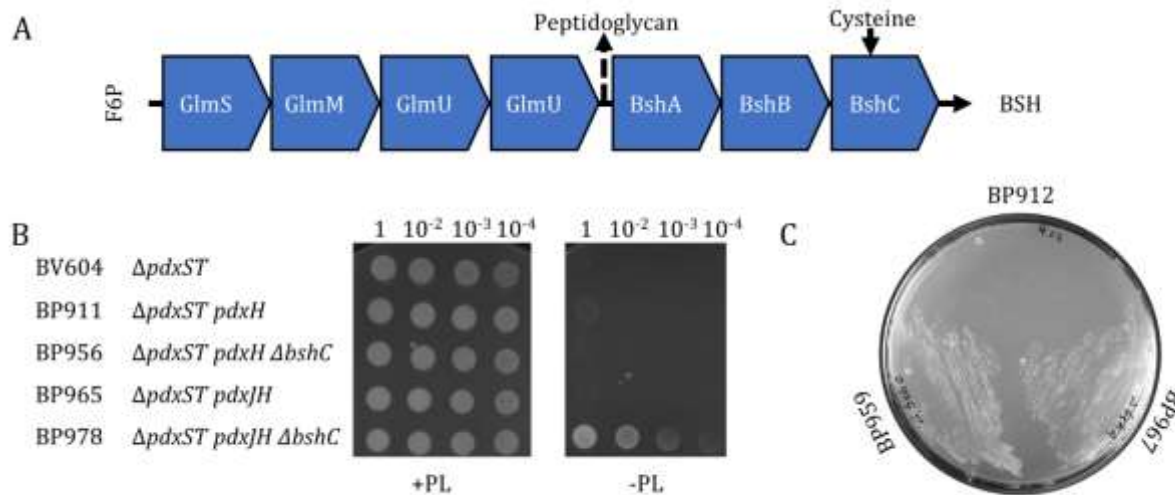 A
Peptidoglycan
Cysteine
F6P
GlmS
GlmM
GlmU
GlmU
BshA
BshB
BshC
BSH
B
1 10⁻² 10⁻³ 10⁻⁴
1 10⁻² 10⁻³ 10⁻⁴
BV604 ΔpdxST
BP911 ΔpdxST pdxH
BP956 ΔpdxST pdxH ΔbshC
BP965 ΔpdxST pdxJH
BP978 ΔpdxST pdxJH ΔbshC
+PL
-PL
C
BP912
BP959
BP967